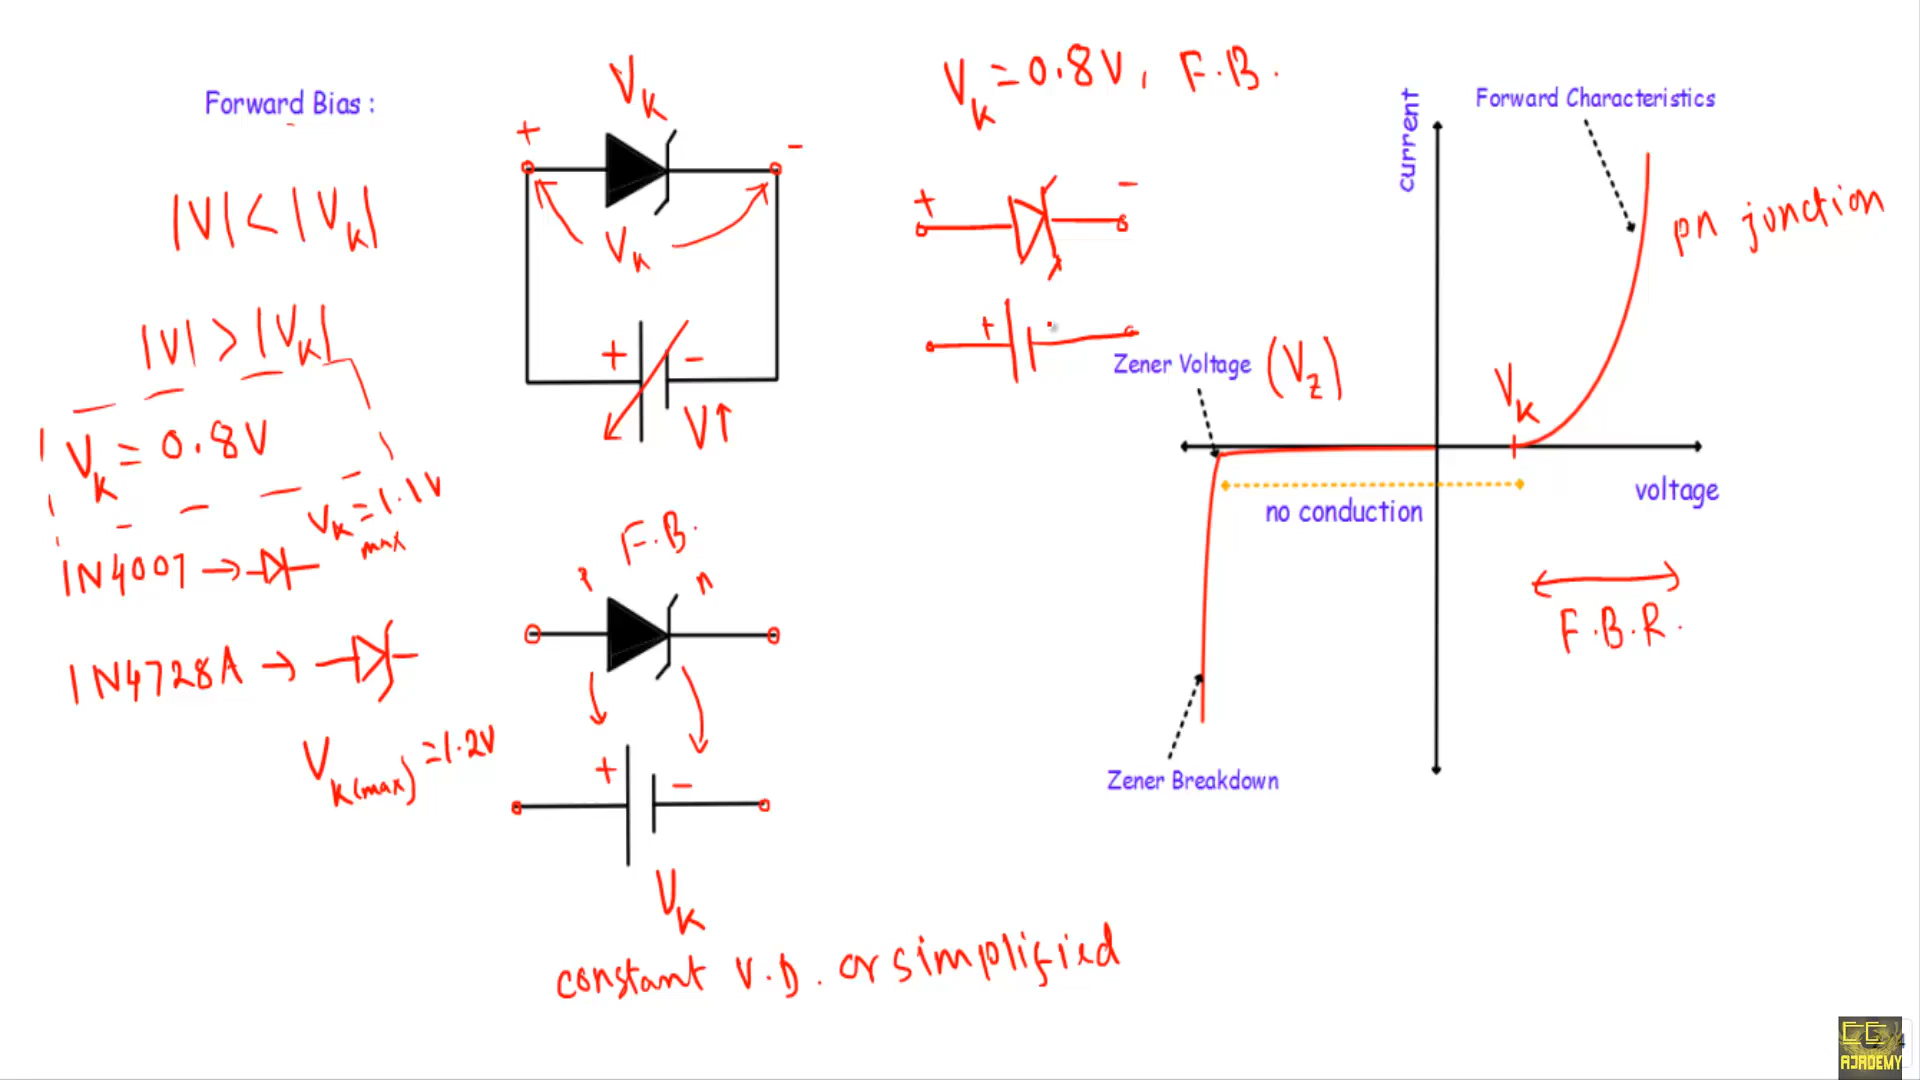 Forward Bias :
|V| < |Vk|
|V| > |Vk|
Vk = 0.8V
Vk = 1.1V
max
1N4007 →
1N4728A →
Vk(max) = 1.2V
Vk
+ -
Vk
+ -
V↑
F.B.
p n
+ -
Vk
constant V.D. or simplified
Vk = 0.8V, F.B.
+ -
+
current
Forward Characteristics
pn junction
Zener Voltage (Vz)
Vk
voltage
no conduction
F.B.R.
Zener Breakdown
EE
AJADEMY